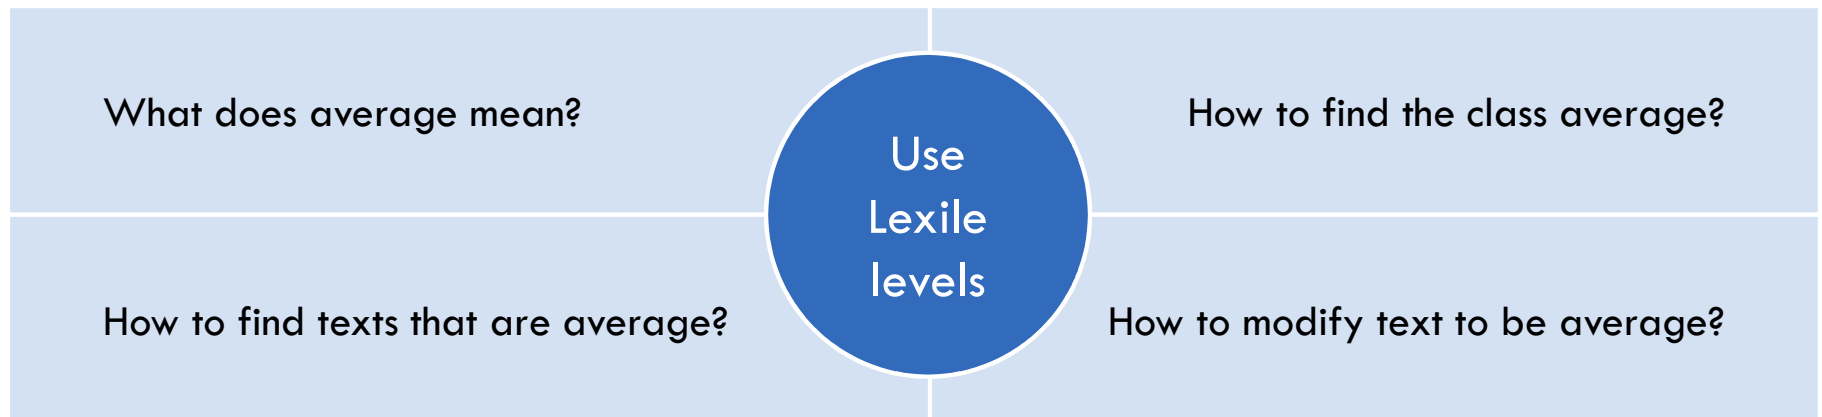 What does average mean?
How to find the class average?
Use
Lexile
levels
How to find texts that are average?
How to modify text to be average?